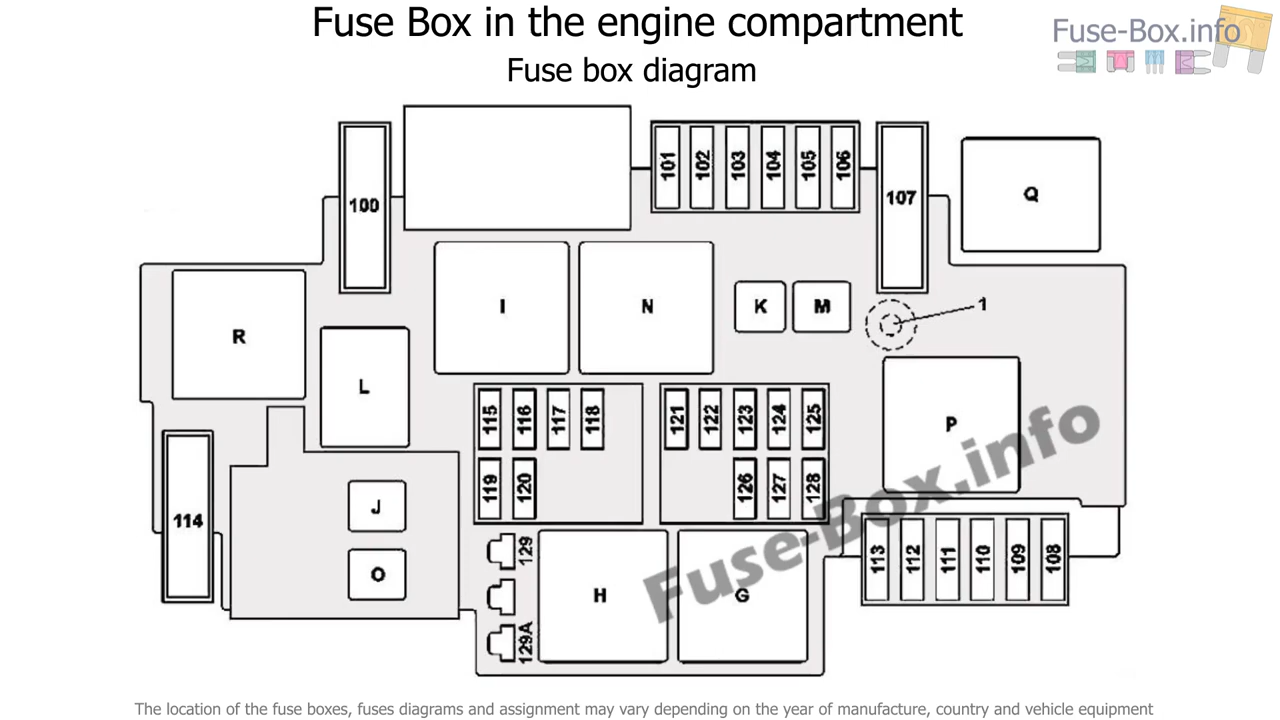 Fuse Box in the engine compartment
Fuse-Box.info
Fuse box diagram
100
101
102
103
104
105
106
107
Q
R
I
N
K
M
1
L
P
115
116
117
118
121
122
123
124
125
119
120
126
127
128
114
J
O
129
129A
H
G
113
112
111
110
109
108
Fuse-Box.info
The location of the fuse boxes, fuses diagrams and assignment may vary depending on the year of manufacture, country and vehicle equipment